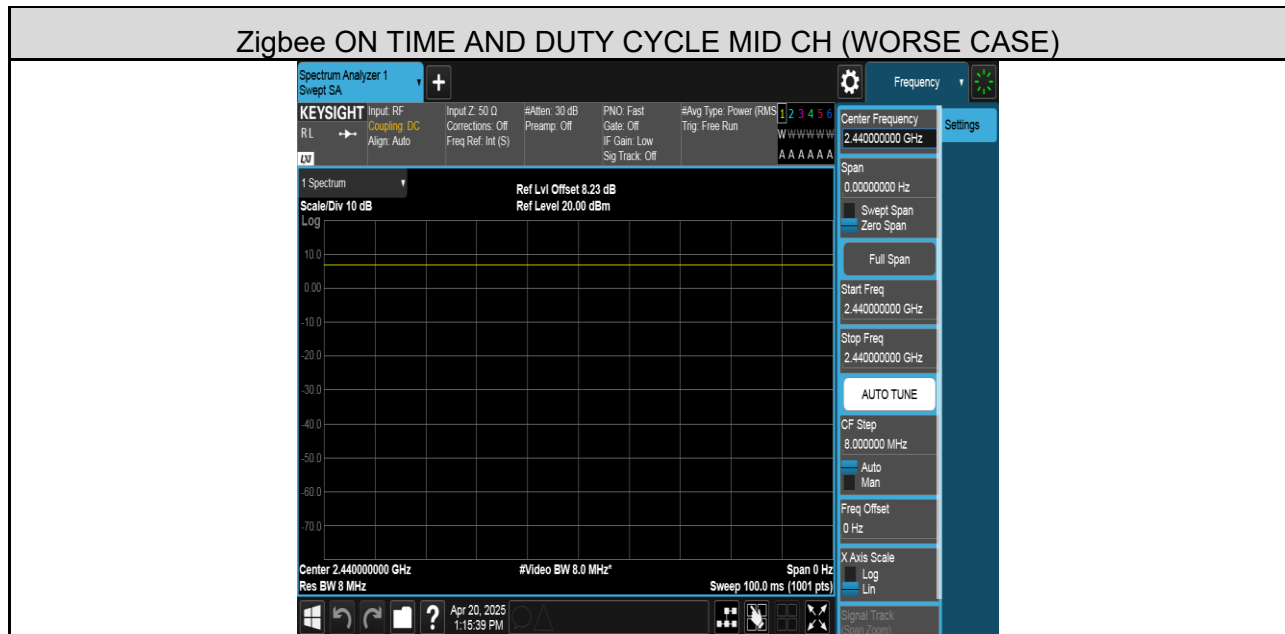 Zigbee ON TIME AND DUTY CYCLE MID CH (WORSE CASE)
Spectrum Analyzer 1
Swept SA
+
Frequency
KEYSIGHT
RL
LXI
Input: RF
Coupling: DC
Align: Auto
Input Z: 50 Ω
Corrections: Off
Freq Ref: Int (S)
#Atten: 30 dB
Preamp: Off
PNO: Fast
Gate: Off
IF Gain: Low
Sig Track: Off
#Avg Type: Power (RMS
Trig: Free Run
1 2 3 4 5 6
W W W W W W
A A A A A A
1 Spectrum
Scale/Div 10 dB
Ref Lvl Offset 8.23 dB
Ref Level 20.00 dBm
Log
10.0
0.00
-10.0
-20.0
-30.0
-40.0
-50.0
-60.0
-70.0
Center 2.440000000 GHz
#Video BW 8.0 MHz*
Span 0 Hz
Res BW 8 MHz
Sweep 100.0 ms (1001 pts)
?
Apr 20, 2025
1:15:39 PM
Center Frequency
2.440000000 GHz
Settings
Span
0.00000000 Hz
Swept Span
Zero Span
Full Span
Start Freq
2.440000000 GHz
Stop Freq
2.440000000 GHz
AUTO TUNE
CF Step
8.000000 MHz
Auto
Man
Freq Offset
0 Hz
X Axis Scale
Log
Lin
Signal Track
(Span Zoom)